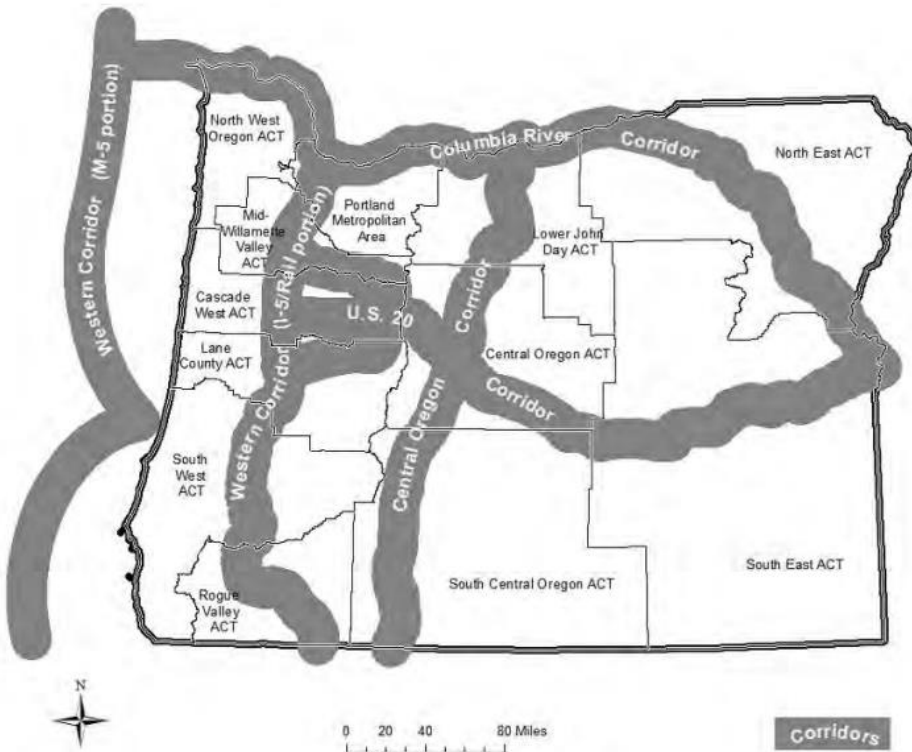 Western Corridor (M-5 portion)
North West
Oregon ACT
Columbia River
Corridor
North East ACT
Mid-
Willamette
Valley
ACT
Portland
Metropolitan
Area
Lower John
Day ACT
Western Corridor (I-5/Rail portion)
Cascade
West ACT
U.S. 20
Corridor
Lane
County ACT
Central Oregon ACT
Corridor
Central Oregon
South
West
ACT
South East ACT
South Central Oregon ACT
Rogue
Valley
ACT
N
0 20 40 80 Miles
Corridors